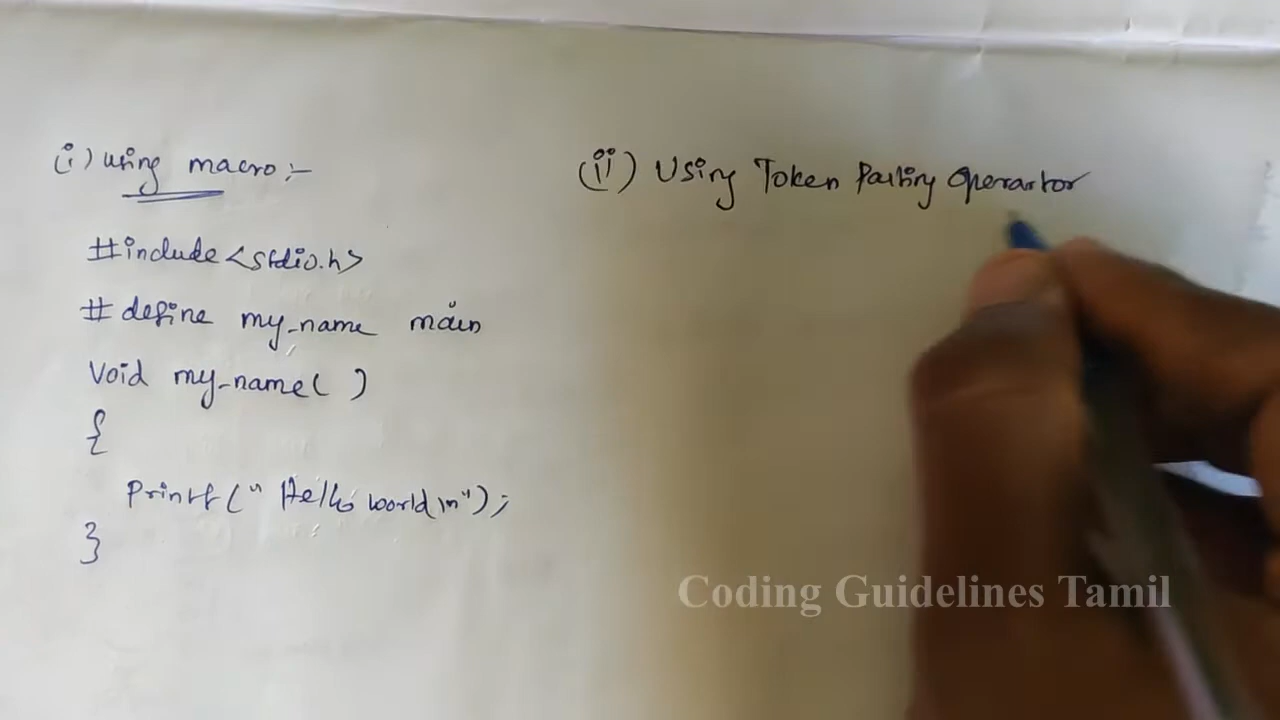 (i) using macro:-
#include<stdio.h>
# define my_name main
Void my_name( )
{
Printf(" Hello world \n");
}
(ii) Using Token Pasting Operartor
Coding Guidelines Tamil